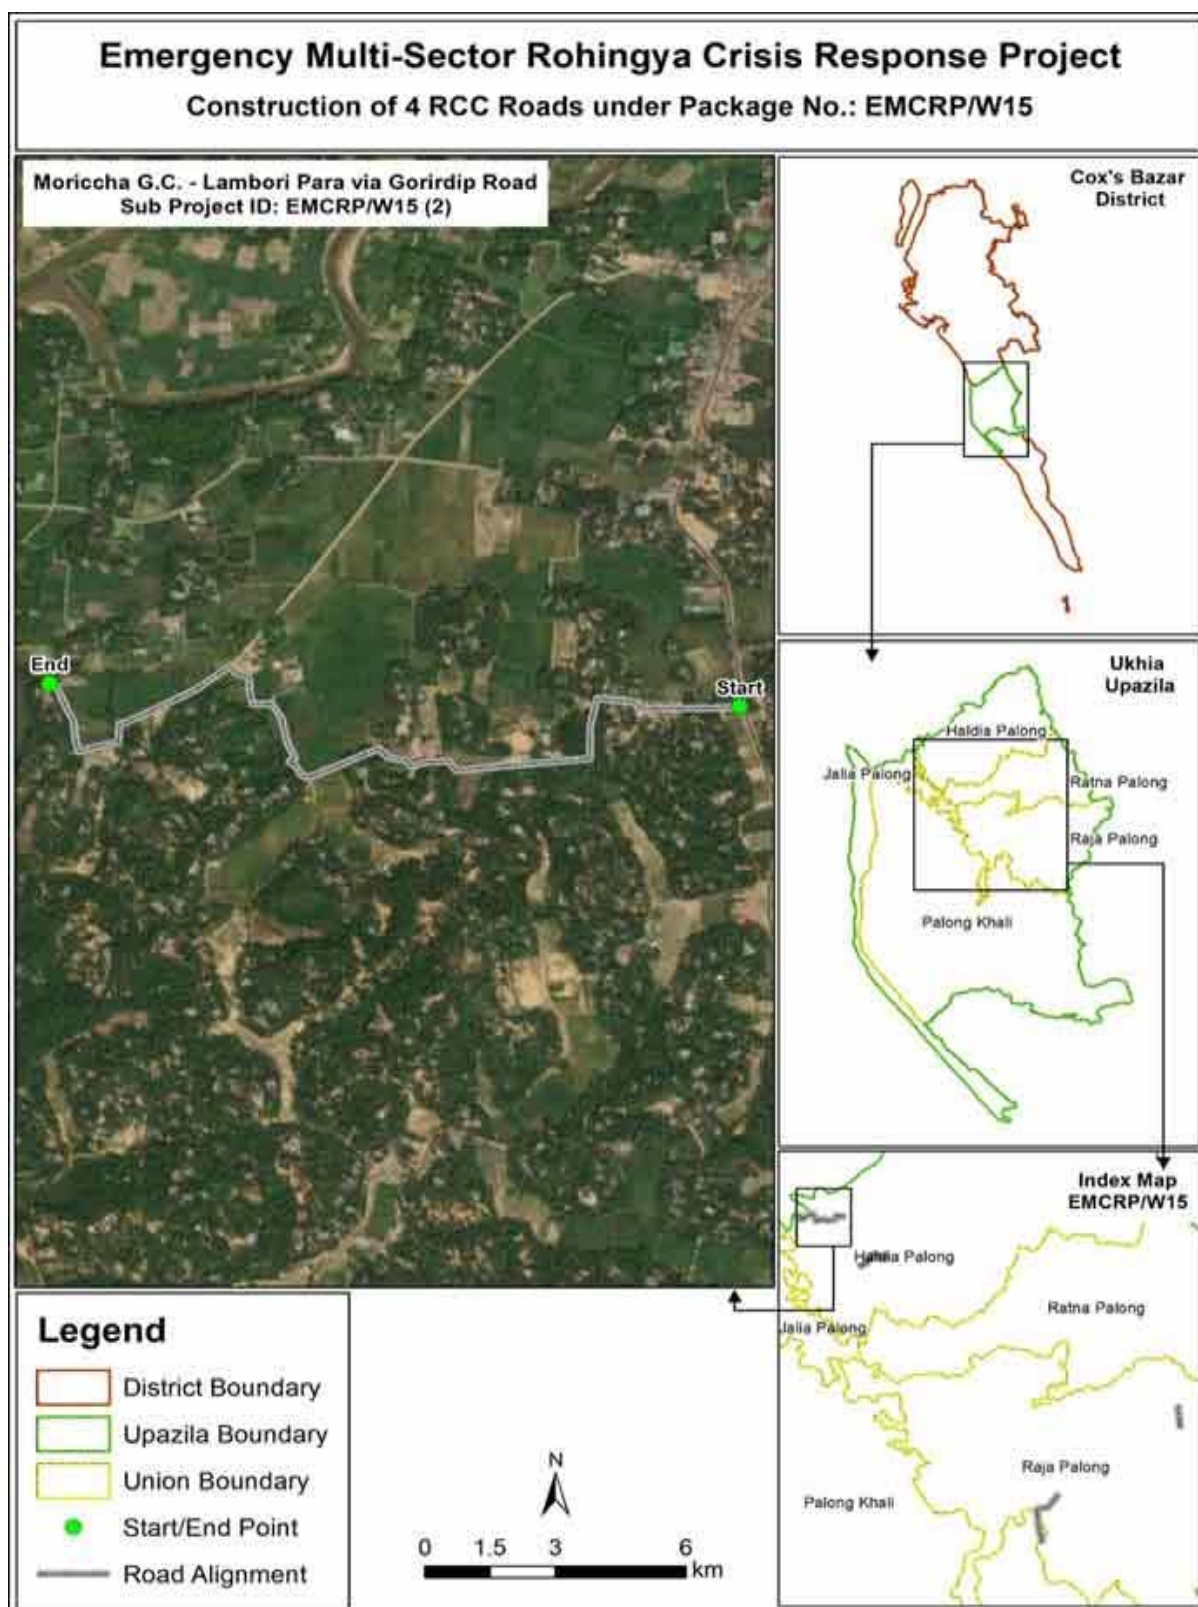 Emergency Multi-Sector Rohingya Crisis Response Project
Construction of 4 RCC Roads under Package No.: EMCRP/W15
Moriccha G.C. - Lambori Para via Gorirdip Road
Sub Project ID: EMCRP/W15 (2)
End
Start
Cox's Bazar
District
Ukhia
Upazila
Haldia Palong
Jalia Palong
Ratna Palong
Raja Palong
Palong Khali
Index Map
EMCRP/W15
Haldia Palong
Ratna Palong
Jalia Palong
Raja Palong
Palong Khali
Legend
District Boundary
Upazila Boundary
Union Boundary
Start/End Point
Road Alignment
N
0 1.5 3 6
km